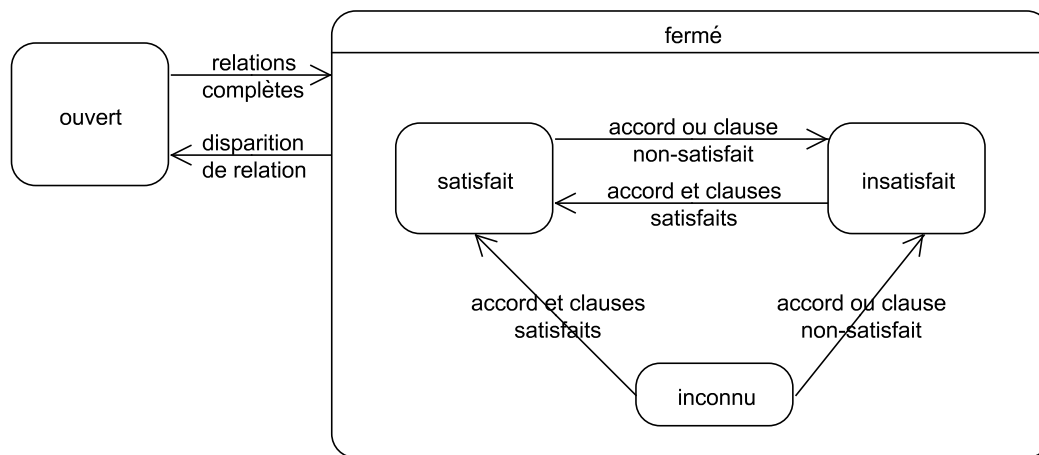 fermé
ouvert
relations
complètes
disparition
de relation
satisfait
accord ou clause
non-satisfait
accord et clauses
satisfaits
insatisfait
accord et clauses
satisfaits
accord ou clause
non-satisfait
inconnu